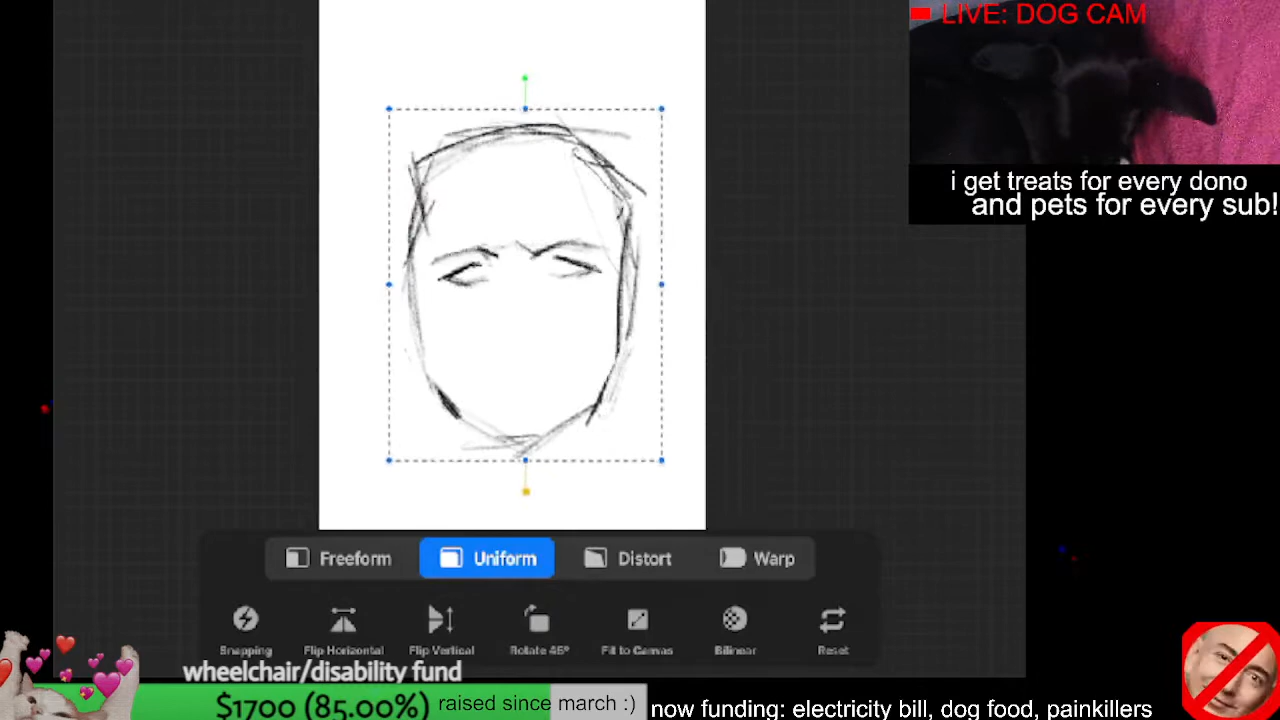 LIVE: DOG CAM
i get treats for every dono
and pets for every sub!
Freeform
Uniform
Distort
Warp
Snapping
Flip Horizontal
Flip Vertical
Rotate 45°
Fit to Canvas
Bilinear
Reset
wheelchair/disability fund
$1700 (85.00%)
raised since march :)
now funding: electricity bill, dog food, painkillers